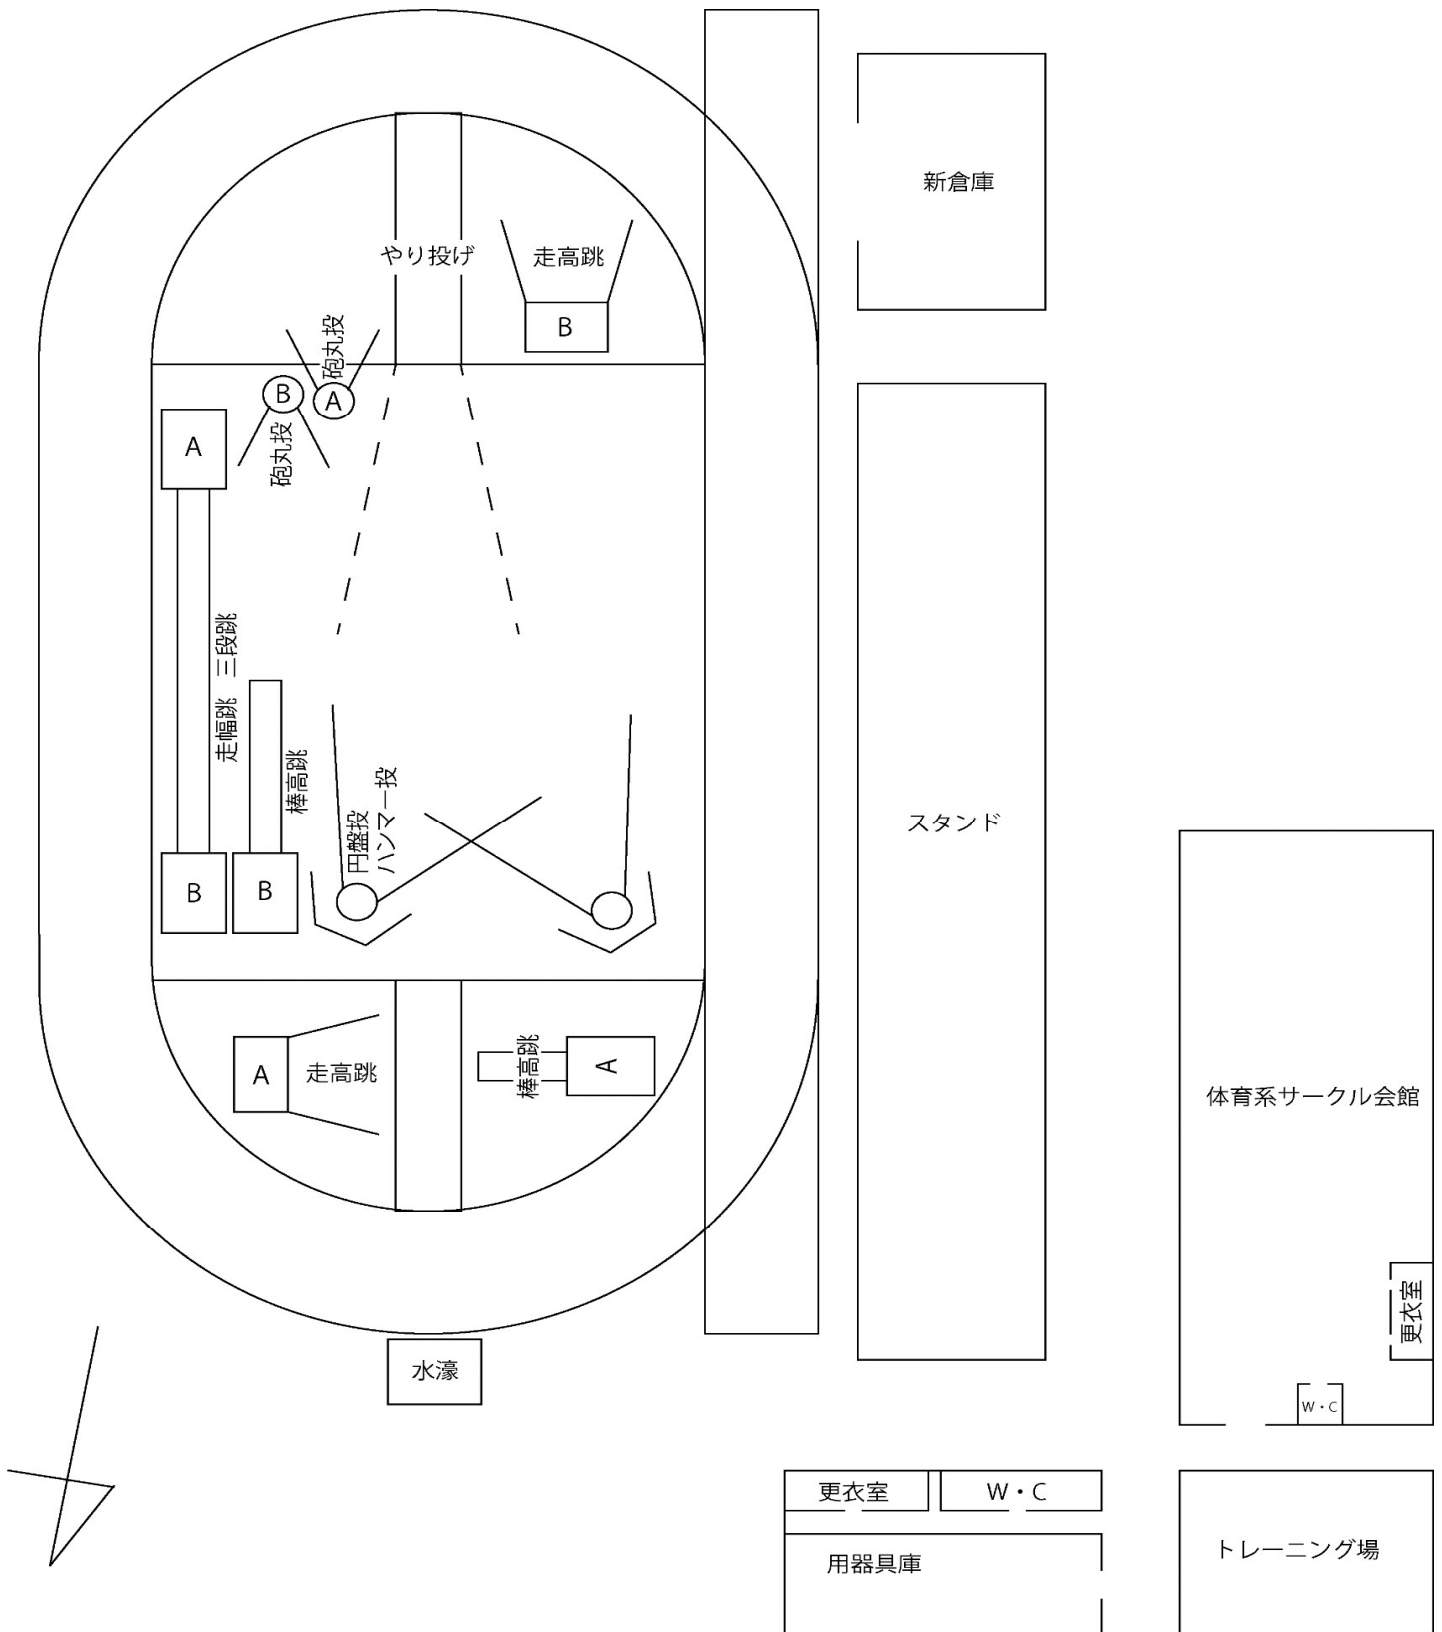 新倉庫
やり投げ
走高跳
B
砲丸投
A
B
砲丸投
A
三段跳
走幅跳
棒高跳
円盤投
ハンマー投
B
B
スタンド
体育系サークル会館
A
走高跳
棒高跳
A
更衣室
W・C
水濠
更衣室
W・C
用器具庫
トレーニング場